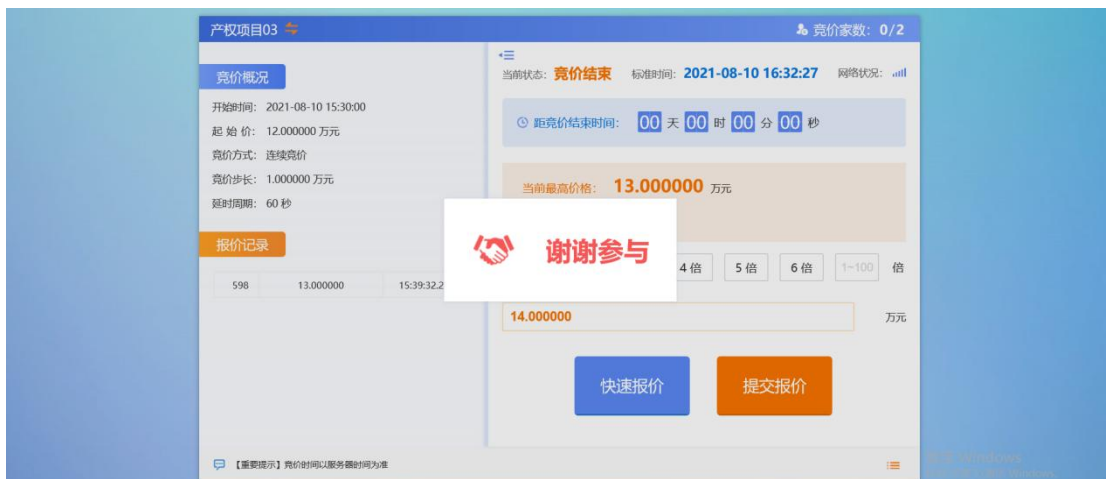 产权项目03
竞价家数: 0/2
竞价概况
开始时间: 2021-08-10 15:30:00
起 始 价: 12.000000 万元
竞价方式: 连续竞价
竞价步长: 1.000000 万元
延时周期: 60 秒
报价记录
598 13.000000 15:39:32.2
当前状态: 竞价结束 标准时间: 2021-08-10 16:32:27 网络状况:
距竞价结束时间: 00 天 00 时 00 分 00 秒
当前最高价格: 13.000000 万元
谢谢参与
4 倍 5 倍 6 倍 1~100 倍
14.000000 万元
快速报价 提交报价
【重要提示】竞价时间以服务器时间为准